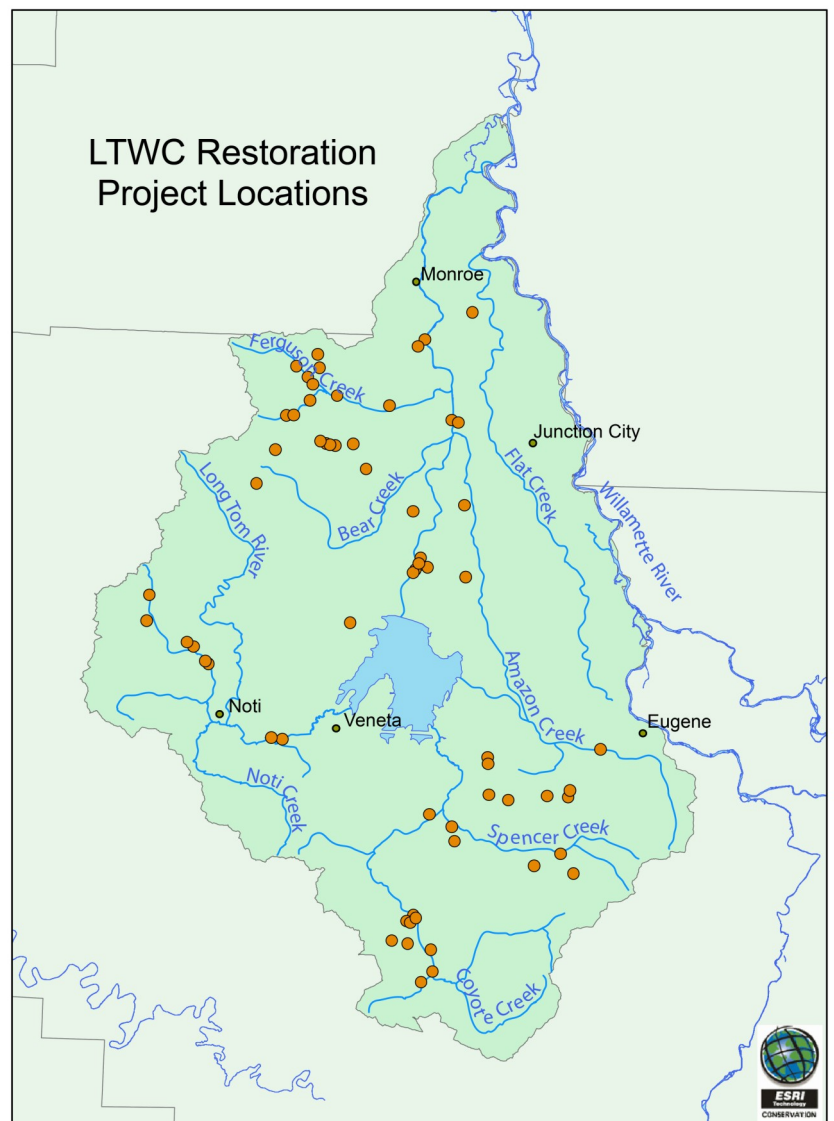 LTWC Restoration
Project Locations
Monroe
Ferguson Creek
Junction City
Long Tom River
Bear Creek
Flat Creek
Willamette River
Amazon Creek
Noti
Veneta
Eugene
Noti Creek
Spencer Creek
Coyote Creek
ESRI
Technology
CONSERVATION